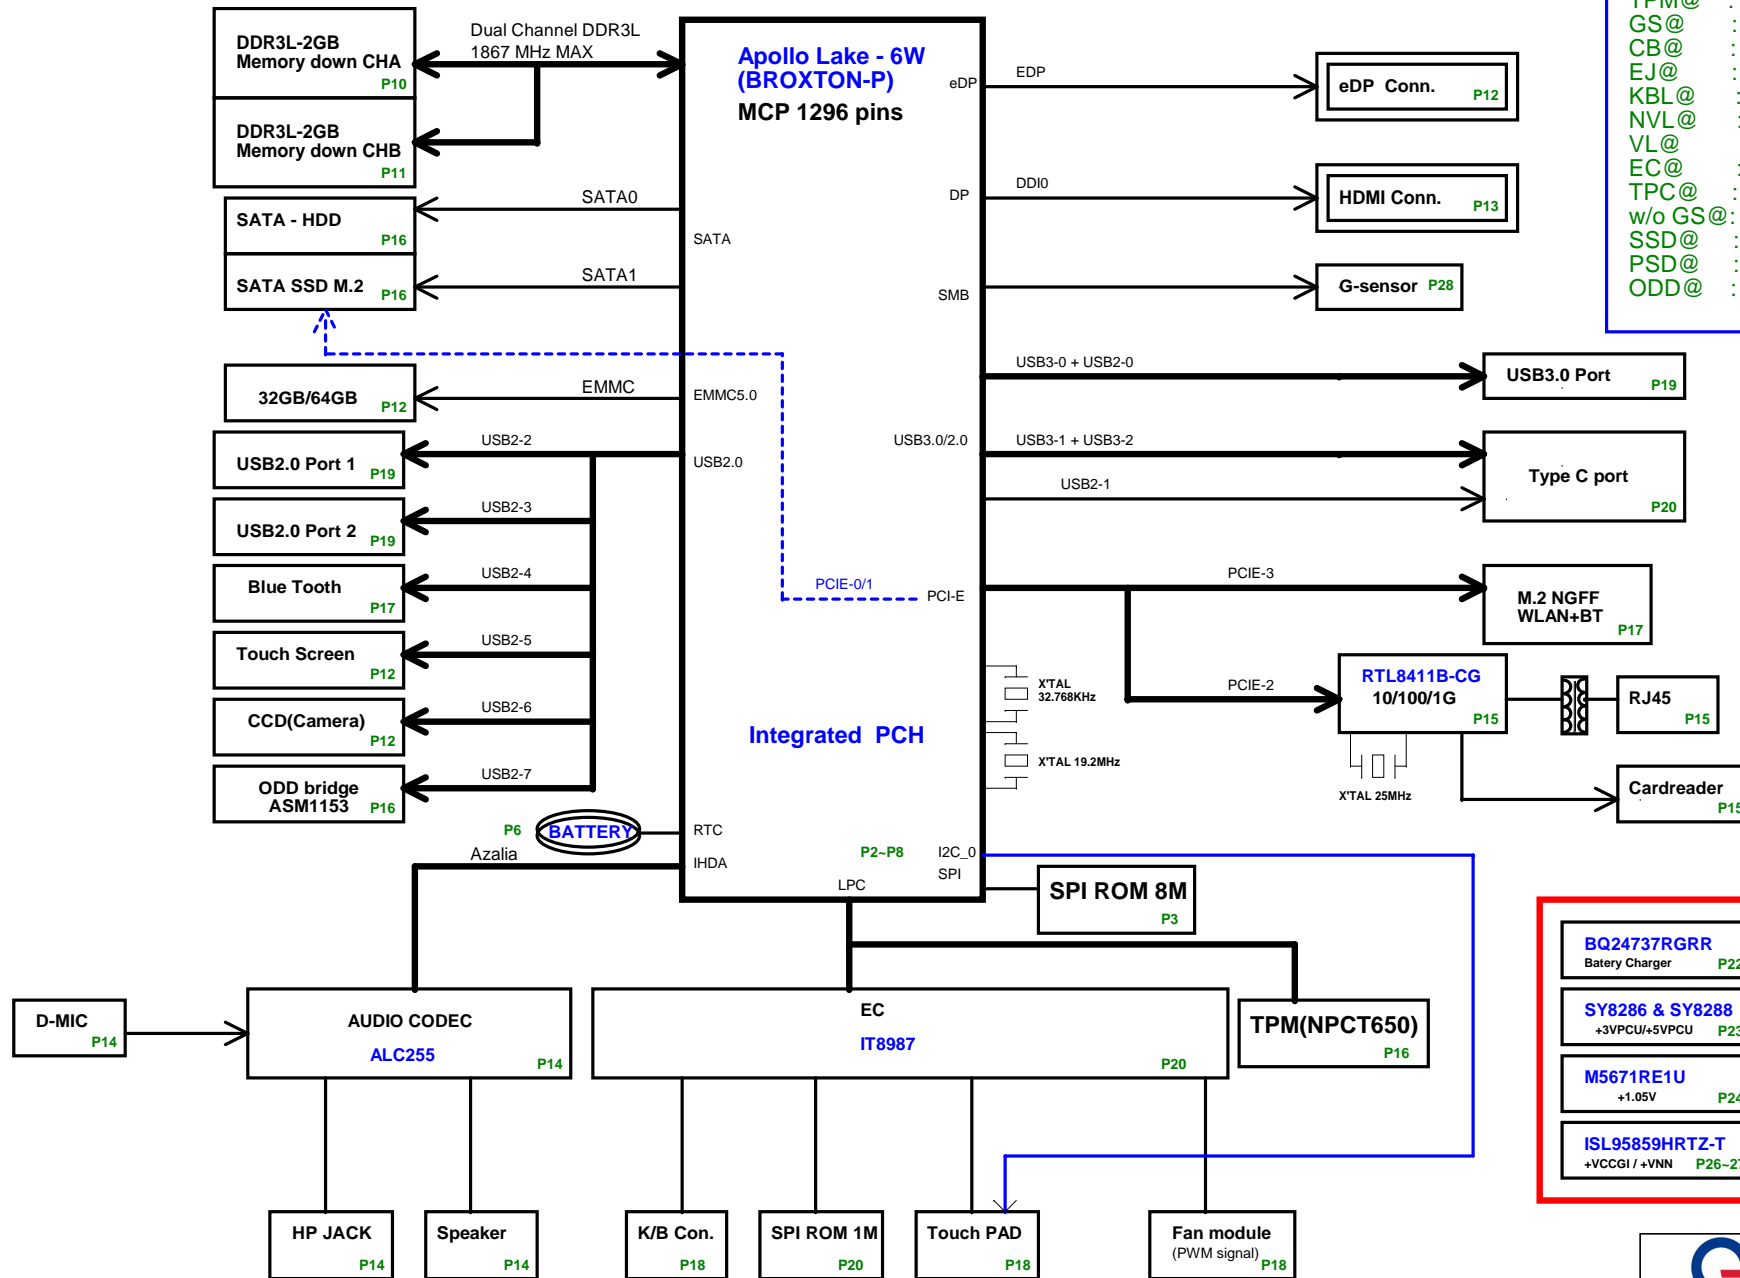 DDR3L-2GB
Memory down CHA
P10
DDR3L-2GB
Memory down CHB
P11
Dual Channel DDR3L
1867 MHz MAX
SATA - HDD
P16
SATA0
SATA SSD M.2
P16
SATA1
32GB/64GB
P12
EMMC
USB2.0 Port 1
P19
USB2-2
USB2.0 Port 2
P19
USB2-3
Blue Tooth
P17
USB2-4
Touch Screen
P12
USB2-5
CCD(Camera)
P12
USB2-6
ODD bridge
ASM1153
P16
USB2-7
P6
BATTERY
Azalia
Apollo Lake - 6W
(BROXTON-P)
MCP 1296 pins
eDP
DP
SATA
SMB
EMMC5.0
USB3.0/2.0
USB2.0
PCIE-0/1
PCI-E
Integrated PCH
RTC
IHDA
P2~P8
I2C_0
SPI
LPC
EDP
eDP Conn.
P12
DDI0
HDMI Conn.
P13
G-sensor
P28
USB3-0 + USB2-0
USB3.0 Port
P19
USB3-1 + USB3-2
USB2-1
Type C port
P20
PCIE-3
M.2 NGFF
WLAN+BT
P17
PCIE-2
RTL8411B-CG
10/100/1G
P15
RJ45
P15
X'TAL
32.768KHz
X'TAL 19.2MHz
X'TAL 25MHz
Cardreader
P15
SPI ROM 8M
P3
TPM@ :
GS@ :
CB@ :
EJ@ :
KBL@ :
NVL@ :
VL@
EC@ :
TPC@ :
w/o GS@:
SSD@ :
PSD@ :
ODD@ :
BQ24737RGRR
Batery Charger
P22
SY8286 & SY8288
+3VPCU/+5VPCU
P23
M5671RE1U
+1.05V
P24
ISL95859HRTZ-T
+VCCGI / +VNN
P26~27
D-MIC
P14
AUDIO CODEC
ALC255
P14
EC
IT8987
P20
TPM(NPCT650)
P16
HP JACK
P14
Speaker
P14
K/B Con.
P18
SPI ROM 1M
P20
Touch PAD
P18
Fan module
(PWM signal)
P18